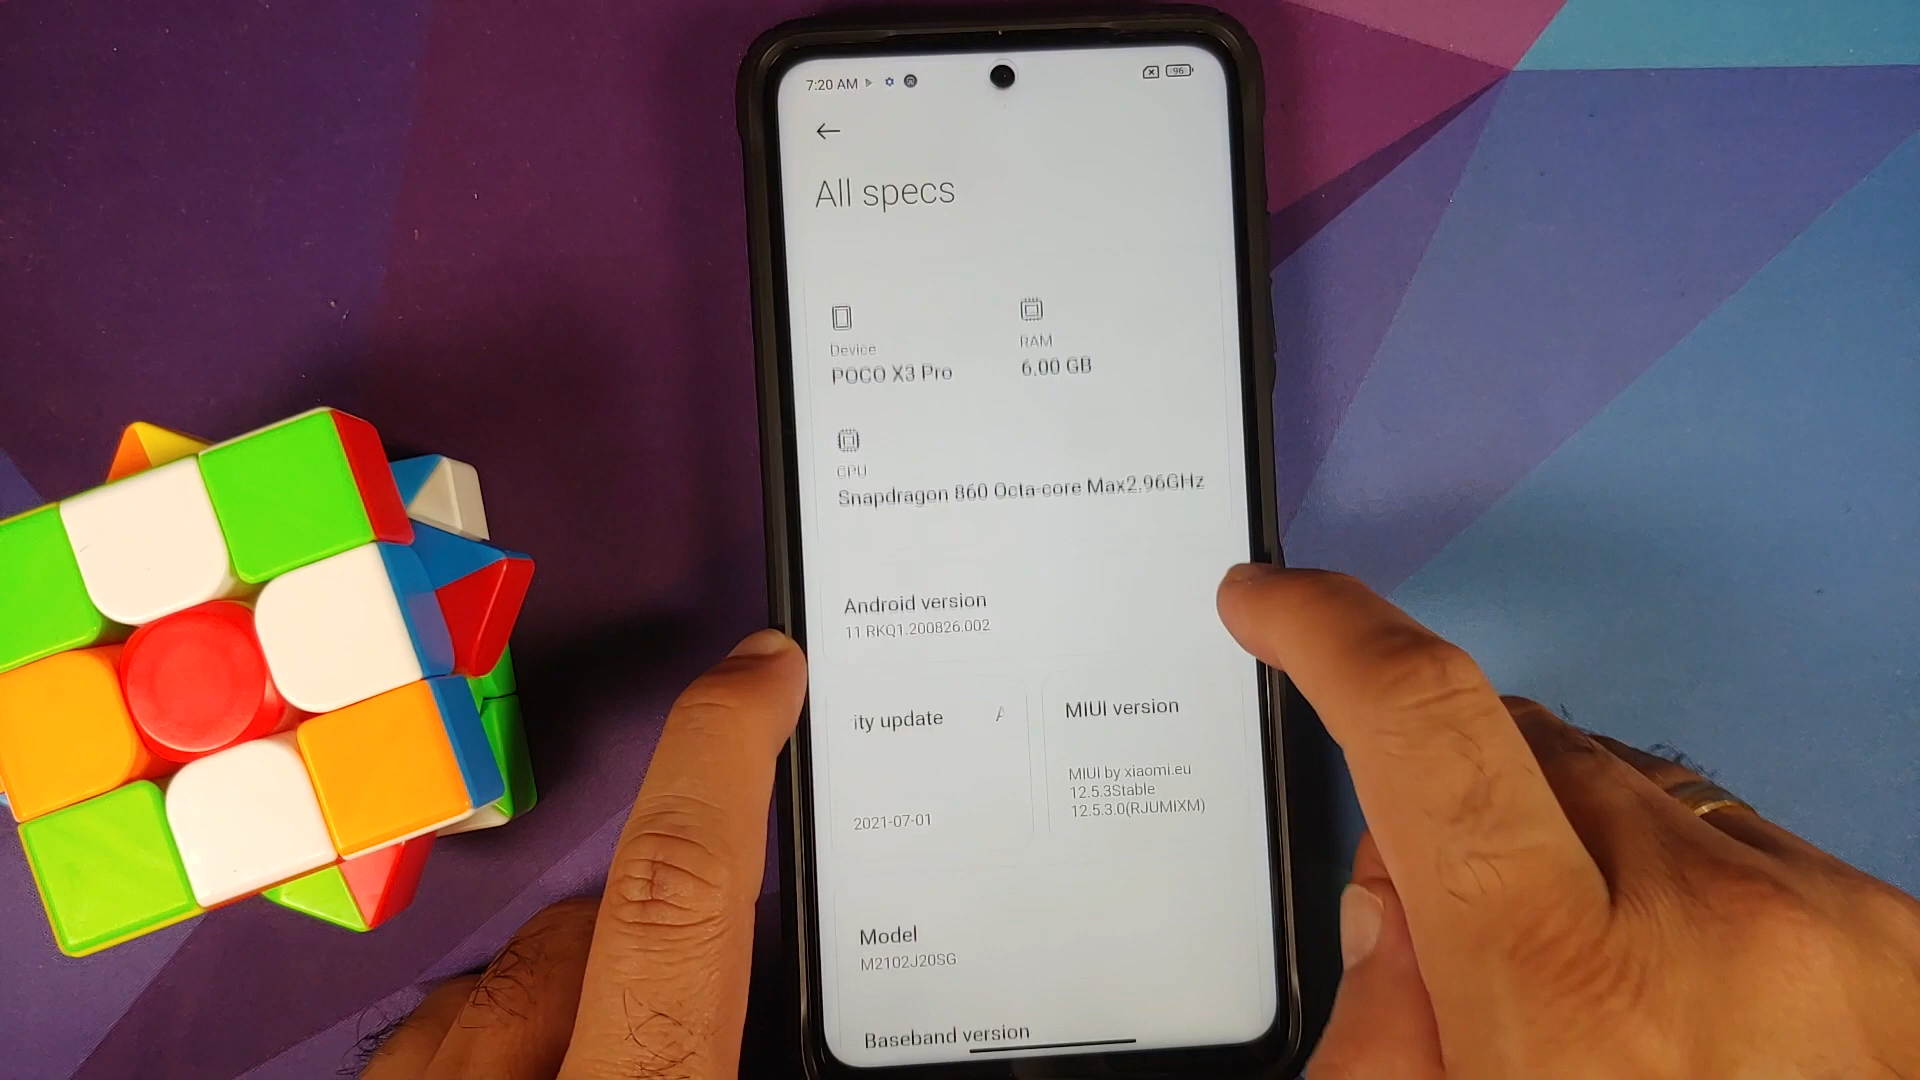 7:20 AM
96
All specs
Device
POCO X3 Pro
RAM
6.00 GB
CPU
Snapdragon 860 Octa-core Max2.96GHz
Android version
11 RKQ1.200826.002
ity update A
2021-07-01
MIUI version
MIUI by xiaomi.eu
12.5.3Stable
12.5.3.0(RJUMIXM)
Model
M2102J20SG
Baseband version